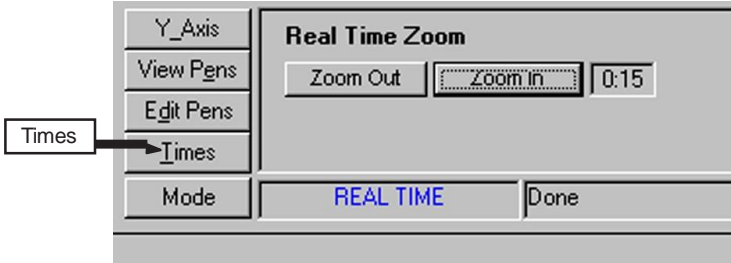 Y_Axis
Real Time Zoom
View Pens
Zoom Out Zoom In 0:15
Edit Pens
Times
Times
Mode REAL TIME Done